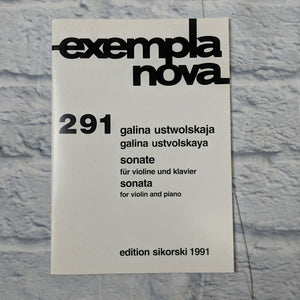 exempla
nova
291
galina ustwolskaja
galina ustvolskaya
sonate
für violine und klavier
sonata
for violin and piano
edition sikorski 1991